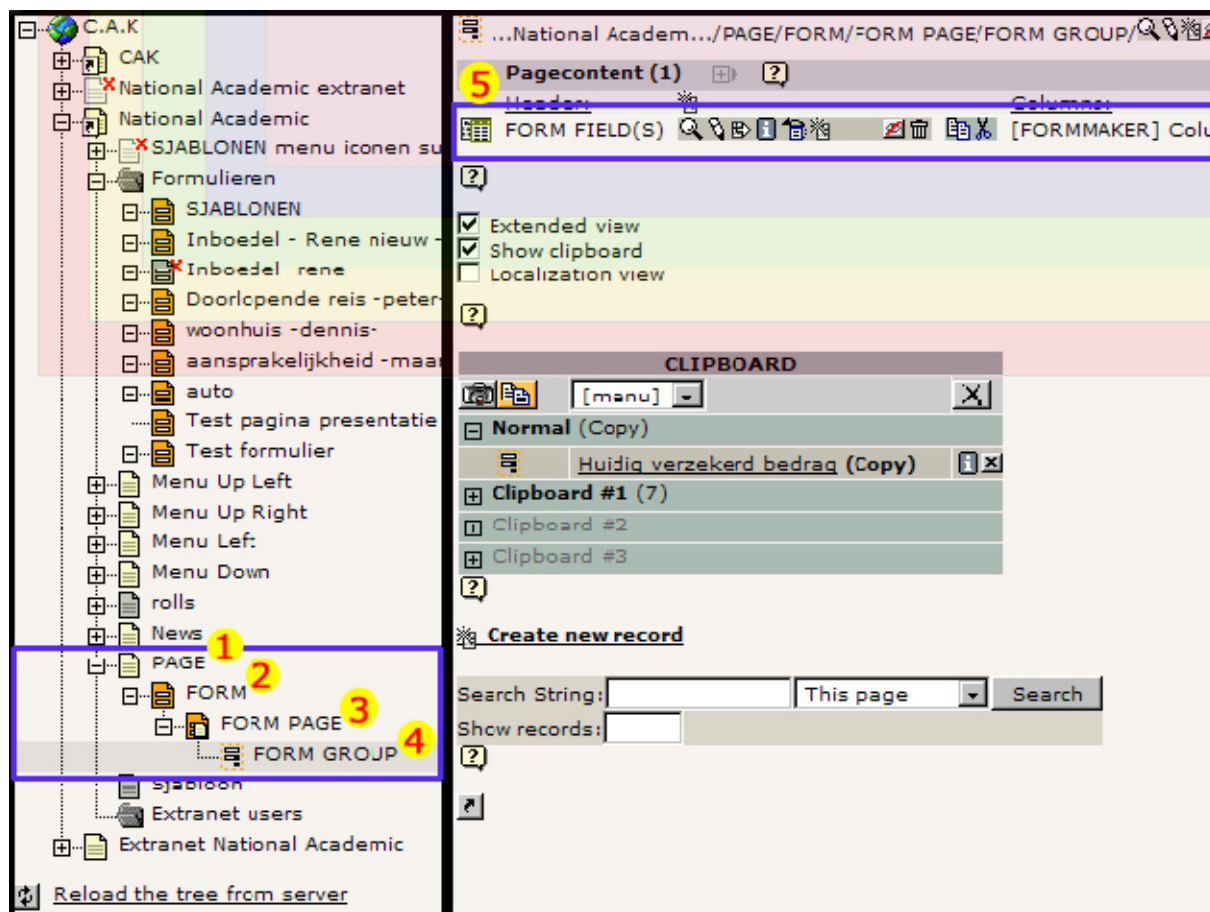 C.A.K
CAK
National Academic extranet
National Academic
SJABLONEN menu iconen su
Formulieren
SJABLONEN
Inboedel - Rene nieuw -
Inboedel rene
Doorlopende reis -peter-
woonhuis -dennis-
aansprakelijkheid -maar
auto
Test pagina presentatie
Test formulier
Menu Up Left
Menu Up Right
Menu Left
Menu Down
rolls
News
PAGE 1
FORM 2
FORM PAGE 3
FORM GROUP 4
Sjabloon
Extranet users
Extranet National Academic
Reload the tree from server
...National Academ.../PAGE/FORM/FORM PAGE/FORM GROUP/
5 Pagecontent (1)
Header: Columns:
FORM FIELD(S) [FORMMAKER] Colu
Extended view
Show clipboard
Localization view
CLIPBOARD
[menu]
Normal (Copy)
Huidig verzekerd bedrag (Copy)
Clipboard #1 (7)
Clipboard #2
Clipboard #3
Create new record
Search String: This page Search
Show records: